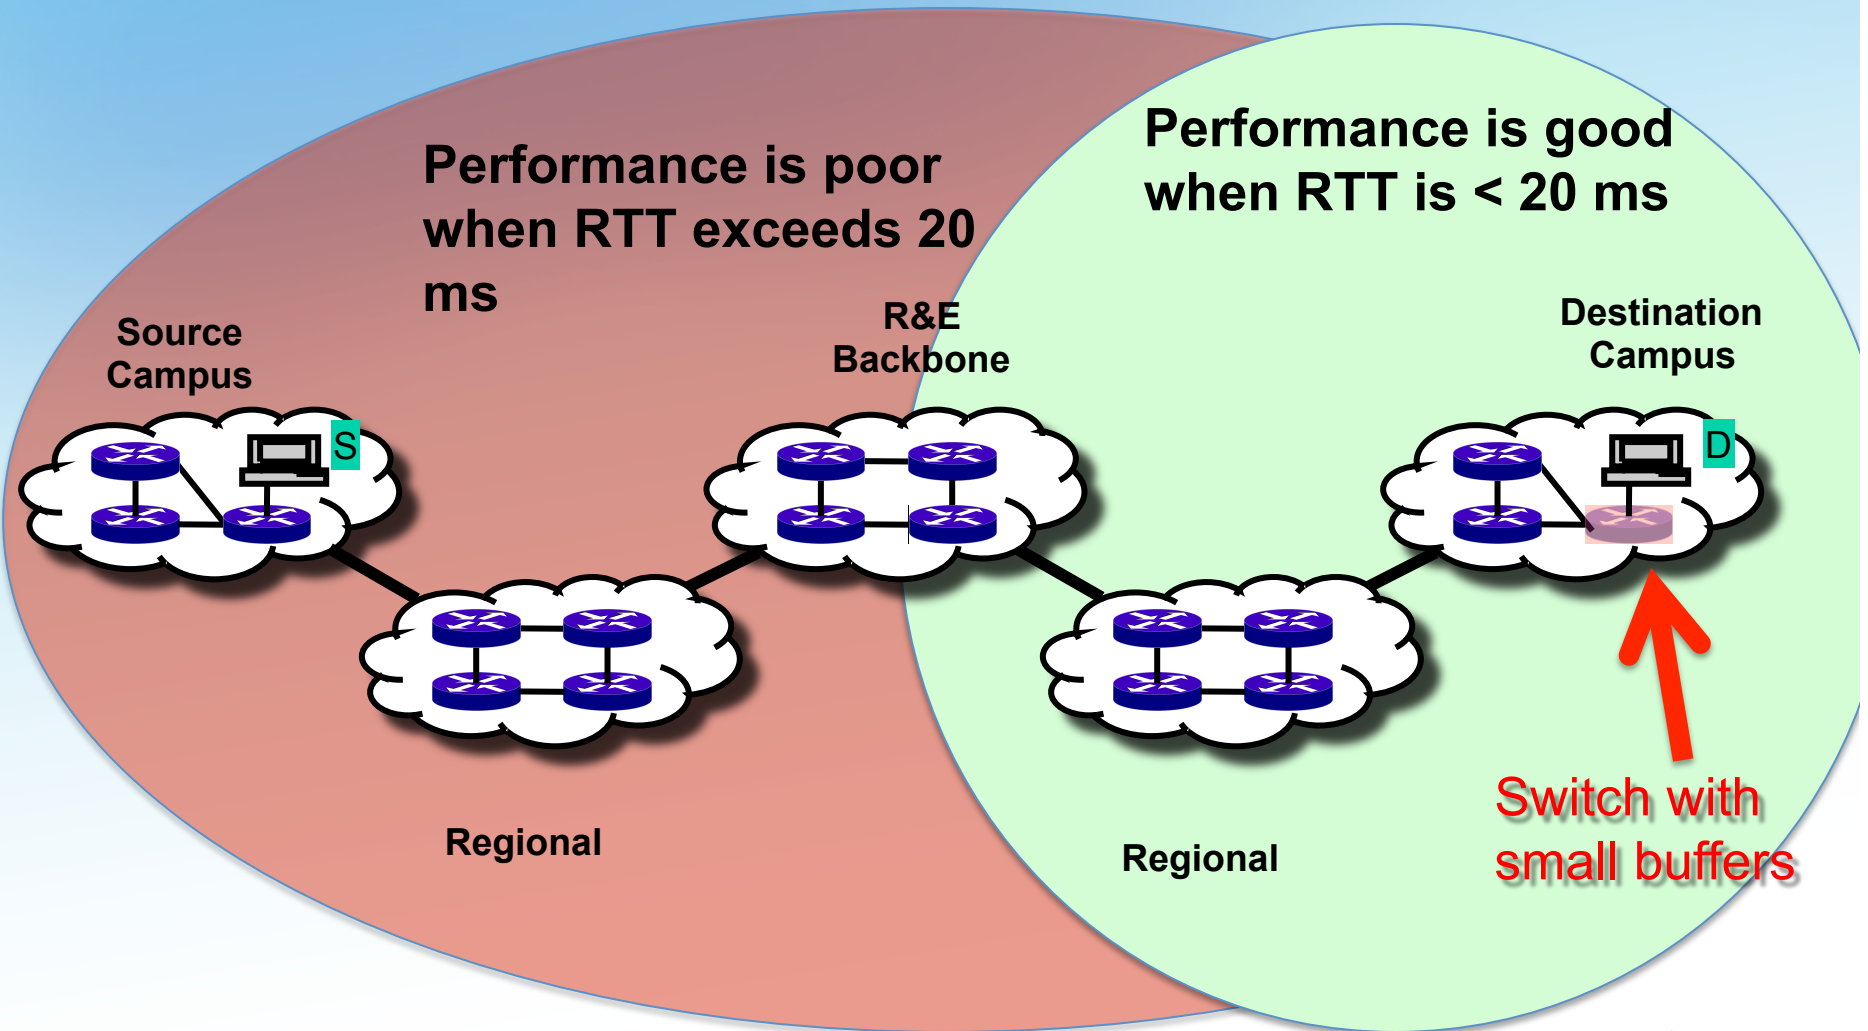 Performance is poor
when RTT exceeds 20
ms
Performance is good
when RTT is < 20 ms
Source
Campus
R&E
Backbone
Destination
Campus
S
D
Regional
Regional
Switch with
small buffers